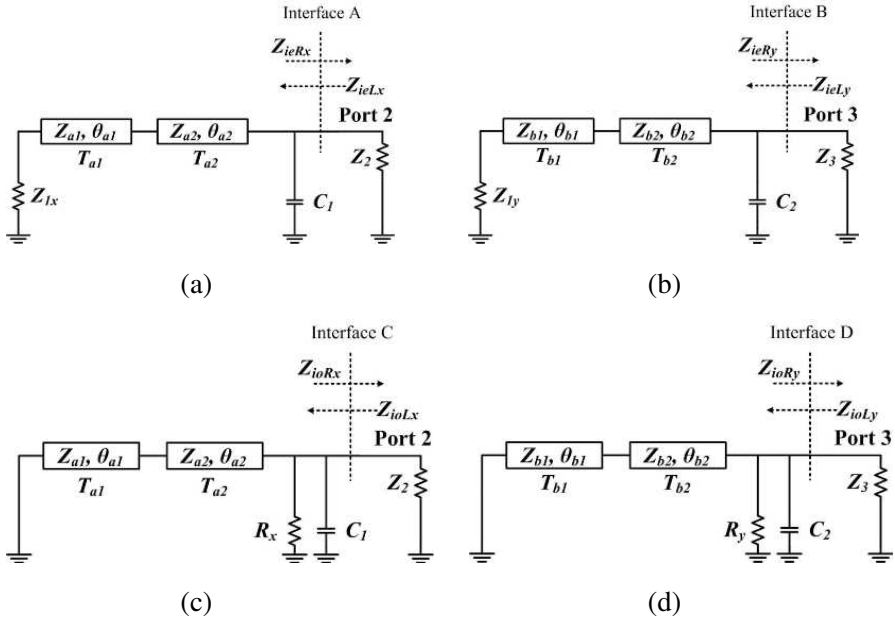 Interface A
Z_ieRx
Z_ieLx
Port 2
Z_a1, θ_a1
Z_a2, θ_a2
T_a1
T_a2
Z_1x
C_1
Z_2
(a)
Interface B
Z_ieRy
Z_ieLy
Port 3
Z_b1, θ_b1
Z_b2, θ_b2
T_b1
T_b2
Z_1y
C_2
Z_3
(b)
Interface C
Z_ioRx
Z_ioLx
Port 2
Z_a1, θ_a1
Z_a2, θ_a2
T_a1
T_a2
R_x
C_1
Z_2
(c)
Interface D
Z_ioRy
Z_ioLy
Port 3
Z_b1, θ_b1
Z_b2, θ_b2
T_b1
T_b2
R_y
C_2
Z_3
(d)